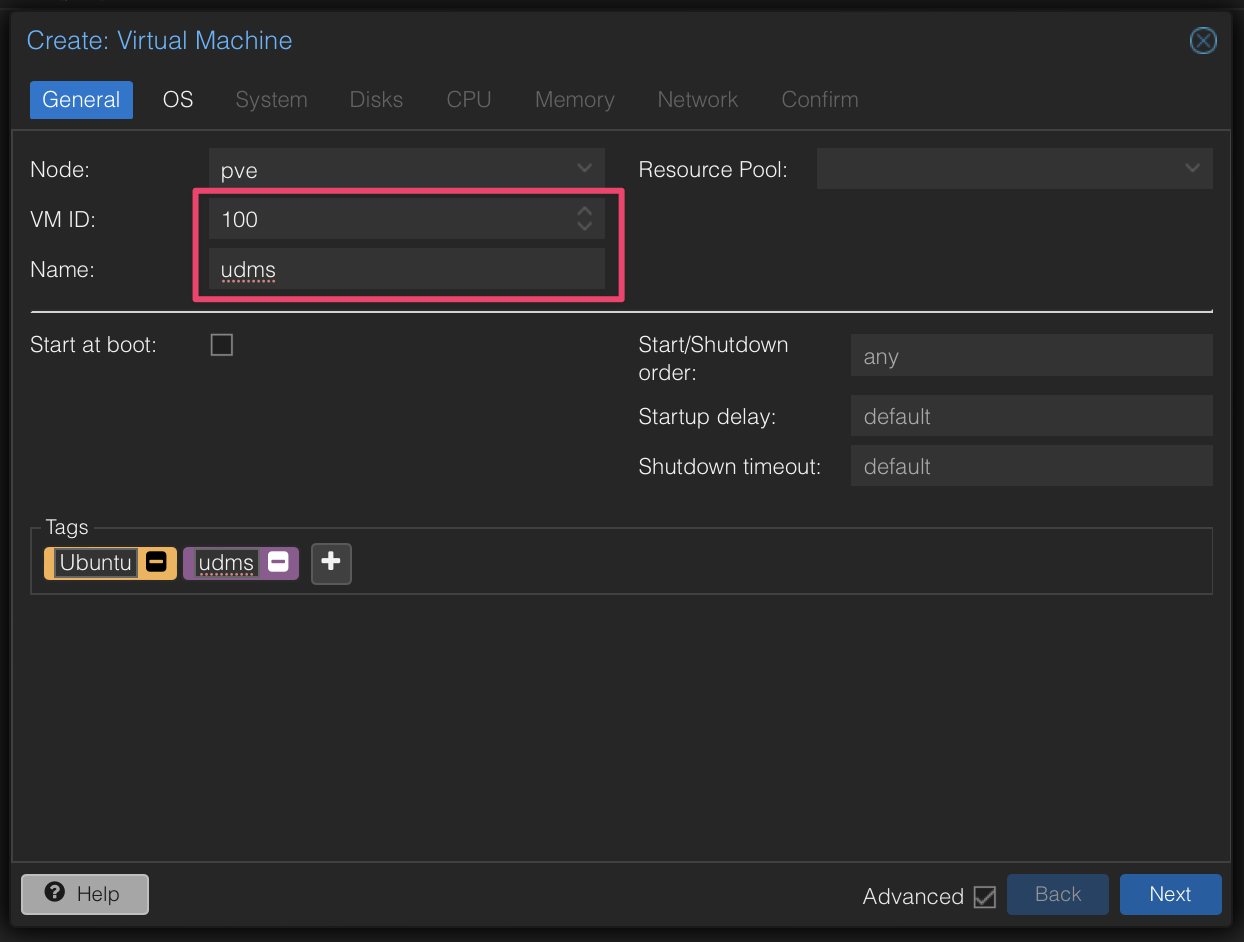 Create: Virtual Machine
General OS System Disks CPU Memory Network Confirm
Node: pve Resource Pool:
VM ID: 100
Name: udms
Start at boot: Start/Shutdown order: any
Startup delay: default
Shutdown timeout: default
Tags
Ubuntu udms
Help Advanced Back Next